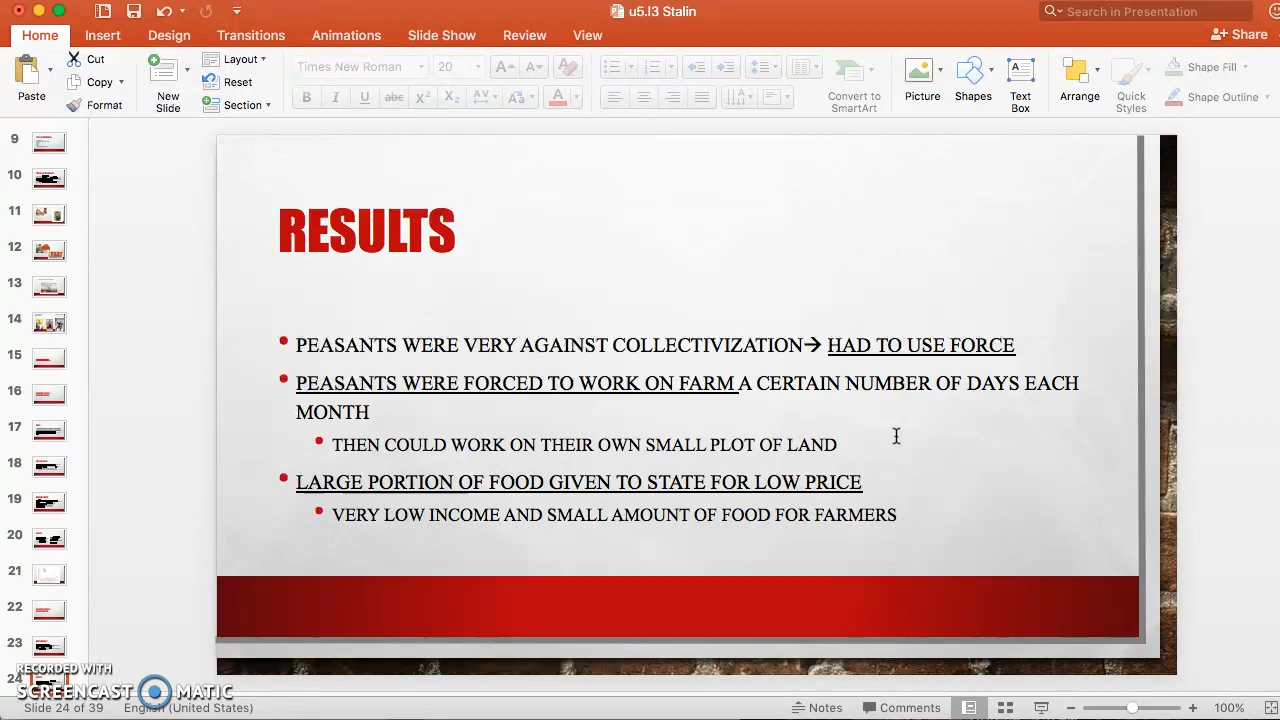 u5.l3 Stalin
Search in Presentation
Home Insert Design Transitions Animations Slide Show Review View
Share
Paste
Cut
Copy
Format
New Slide
Layout
Reset
Section
Times New Roman 20
B I U abc X² X₂ AV Aa A
Convert to SmartArt
Picture
Shapes
Text Box
Arrange
Quick Styles
Shape Fill
Shape Outline
9
10
11
12
13
14
15
16
17
18
19
20
21
22
23
24
RESULTS
• PEASANTS WERE VERY AGAINST COLLECTIVIZATION→ HAD TO USE FORCE
• PEASANTS WERE FORCED TO WORK ON FARM A CERTAIN NUMBER OF DAYS EACH
MONTH
• THEN COULD WORK ON THEIR OWN SMALL PLOT OF LAND
• LARGE PORTION OF FOOD GIVEN TO STATE FOR LOW PRICE
• VERY LOW INCOME AND SMALL AMOUNT OF FOOD FOR FARMERS
RECORDED WITH
SCREENCAST MATIC
Slide 24 of 39 English (United States) Notes Comments 100%